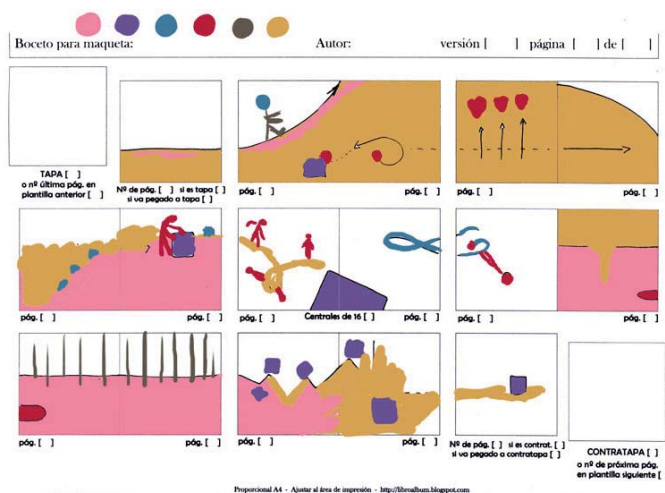 Boceto para maqueta: Autor: versión [ ] página [ ] de [ ]
TAPA [ ]
o nº última pág. en
plantilla anterior [ ]
Nº de pág. [ ] si es tapa [ ]
si va pegado a tapa [ ]
pág. [ ] pág. [ ]
pág. [ ] pág. [ ]
pág. [ ] pág. [ ]
pág. [ ] Centrales de 16 [ ] pág. [ ]
pág. [ ] pág. [ ]
pág. [ ] pág. [ ]
pág. [ ] pág. [ ]
Nº de pág. [ ] si es contrat. [ ]
si va pegado a contratapa [ ]
CONTRATAPA [ ]
o nº de próxima pág.
en plantilla siguiente [ ]
Proporcional A4 - Ajustar al área de impresión - http://libroalbum.blogspot.com